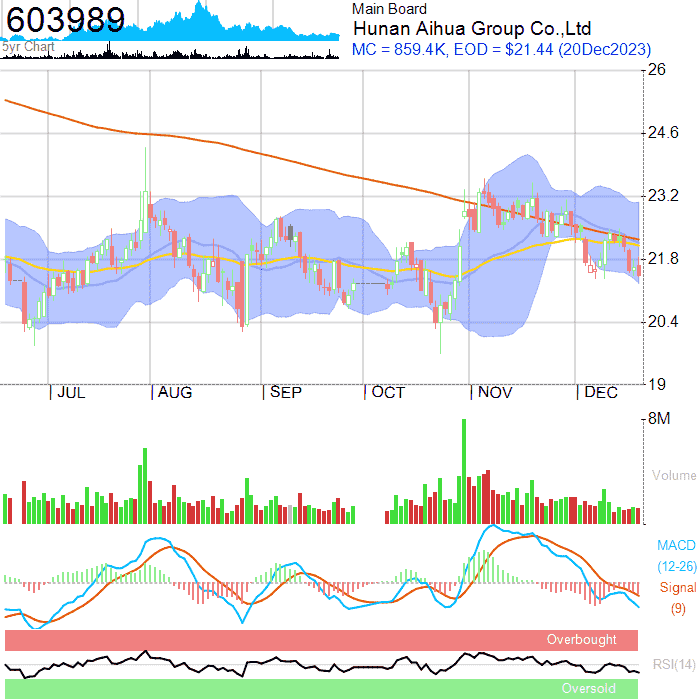 603989
Main Board
Hunan Aihua Group Co.,Ltd
MC = 859.4K, EOD = $21.44 (20Dec2023)
5yr Chart
26
24.6
23.2
21.8
20.4
19
JUL AUG SEP OCT NOV DEC
8M
Volume
MACD
(12-26)
Signal
(9)
Overbought
RSI(14)
Oversold